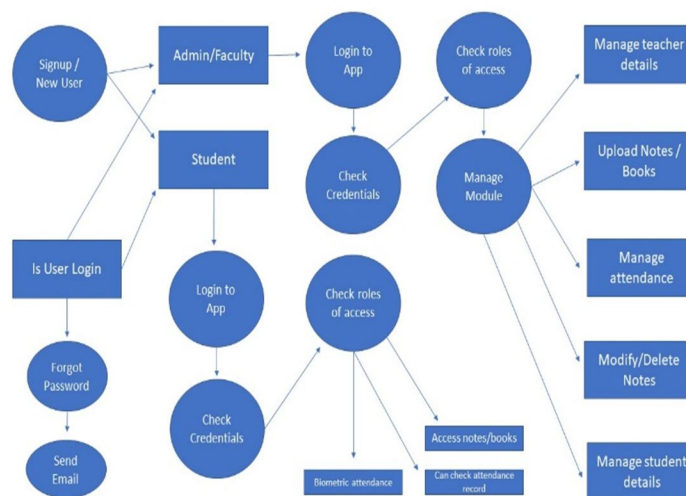 Signup /
New User
Admin/Faculty
Login to
App
Check roles
of access
Manage teacher
details
Student
Check
Credentials
Manage
Module
Upload Notes /
Books
Is User Login
Login to
App
Check roles
of access
Manage
attendance
Forgot
Password
Check
Credentials
Modify/Delete
Notes
Send
Email
Biometric attendance
Access notes/books
Can check attendance
record
Manage student
details